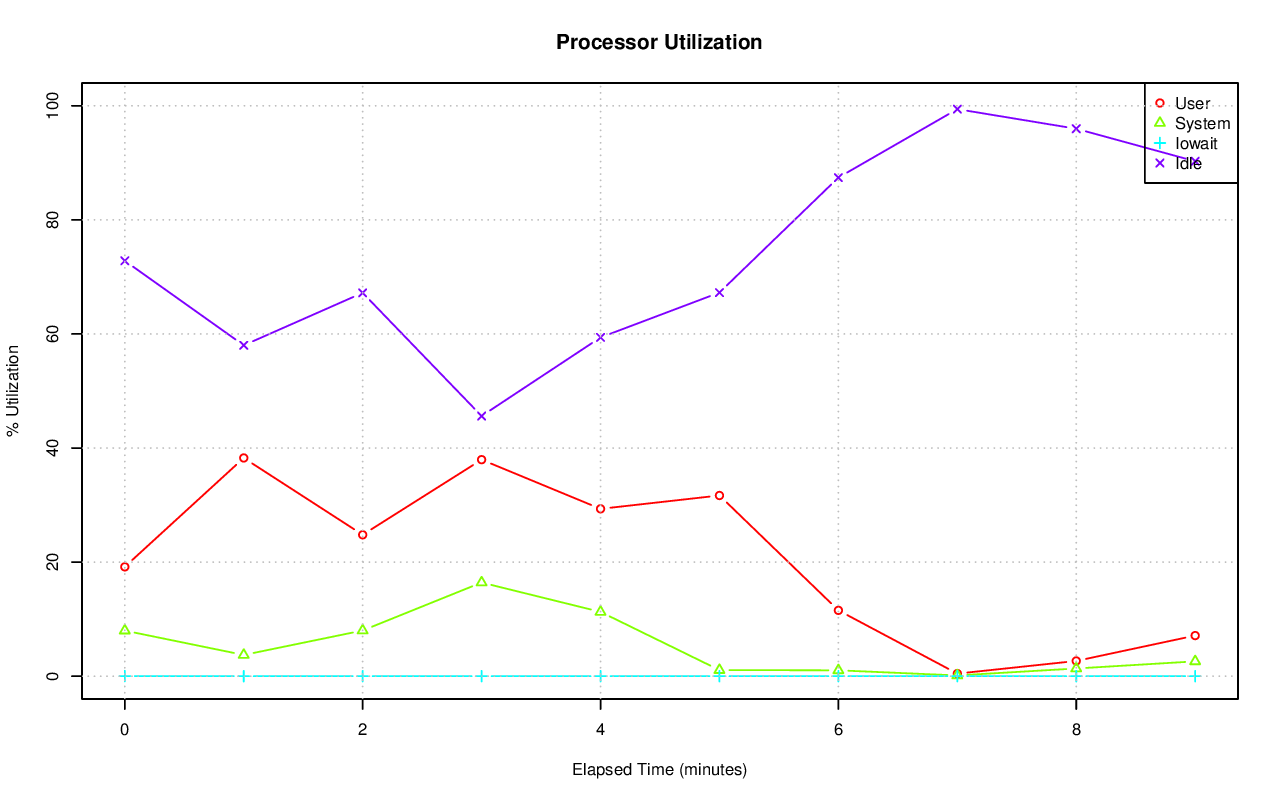 Processor Utilization
User
System
Iowait
Idle
100
80
60
40
20
0
% Utilization
0 2 4 6 8
Elapsed Time (minutes)